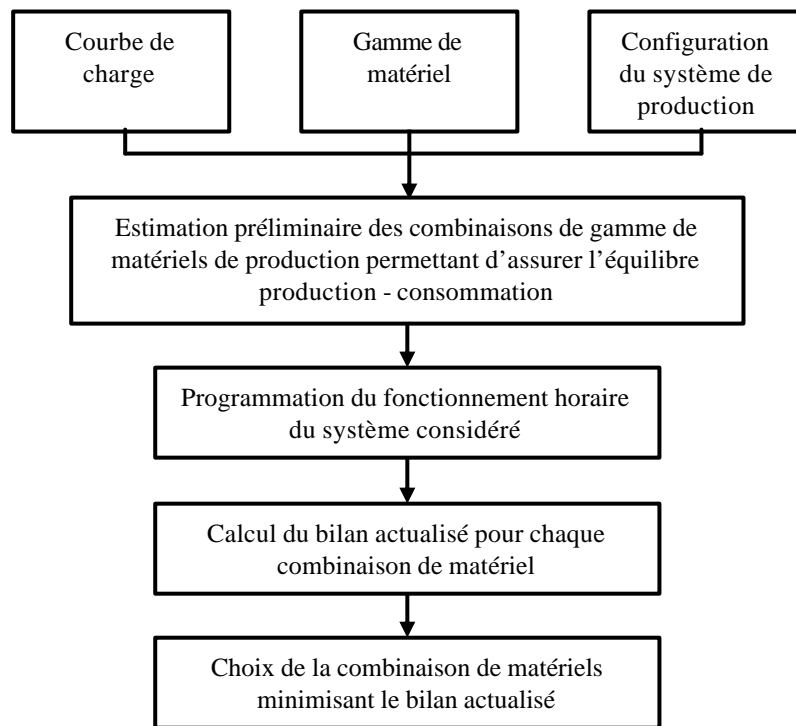 Courbe de
charge
Gamme de
matériel
Configuration
du système de
production
Estimation préliminaire des combinaisons de gamme de
matériels de production permettant d’assurer l’équilibre
production - consommation
Programmation du fonctionnement horaire
du système considéré
Calcul du bilan actualisé pour chaque
combinaison de matériel
Choix de la combinaison de matériels
minimisant le bilan actualisé